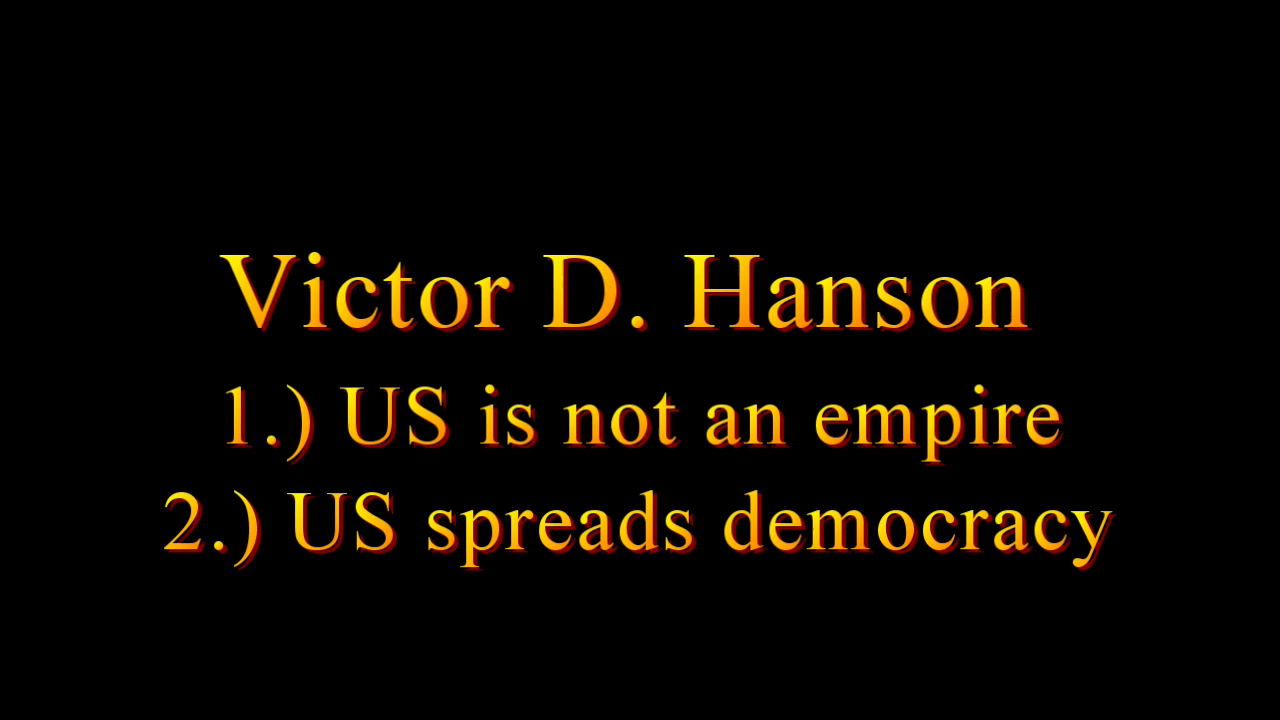 Victor D. Hanson
1.) US is not an empire
2.) US spreads democracy